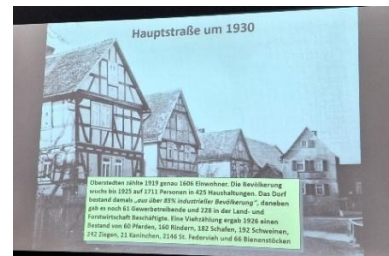 Hauptstraße um 1930
Oberstedten zählte 1919 genau 1606 Einwohner. Die Bevölkerung
wuchs bis 1925 auf 1711 Personen in 425 Haushaltungen. Das Dorf
bestand damals „aus über 85% industrieller Bevölkerung“, daneben
gab es noch 61 Gewerbetreibende und 228 in der Land- und
Forstwirtschaft Beschäftigte. Eine Viehzählung ergab 1926 einen
Bestand von 60 Pferden, 160 Rindern, 182 Schafen, 192 Schweinen,
242 Ziegen, 21 Kaninchen, 2146 St. Federvieh und 66 Bienenstöcken